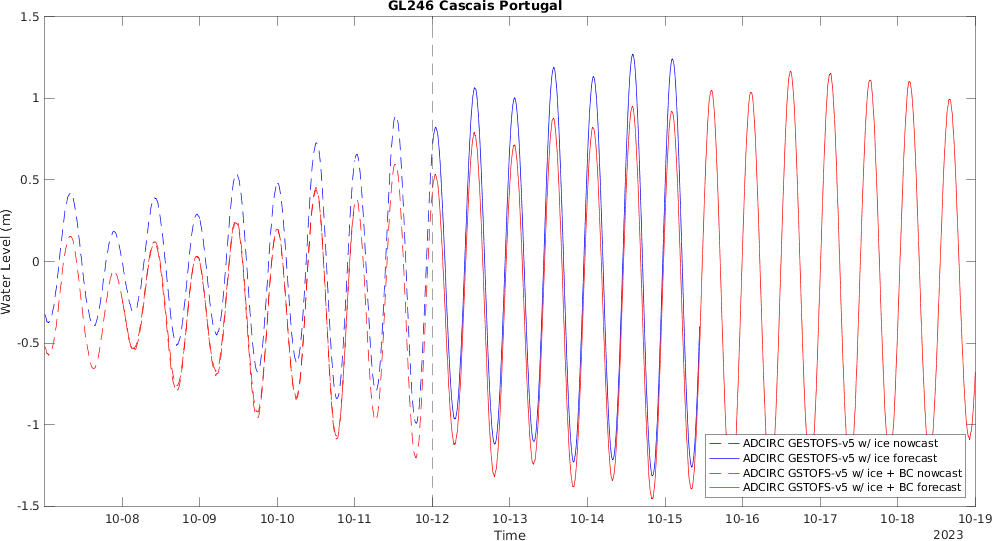 GL246 Cascais Portugal
1.5
1
0.5
0
-0.5
-1
-1.5
Water Level (m)
ADCIRC GESTOFS-v5 w/ ice nowcast
ADCIRC GESTOFS-v5 w/ ice forecast
ADCIRC GSTOFS-v5 w/ ice + BC nowcast
ADCIRC GSTOFS-v5 w/ ice + BC forecast
10-08 10-09 10-10 10-11 10-12 10-13 10-14 10-15 10-16 10-17 10-18 10-19
Time
2023